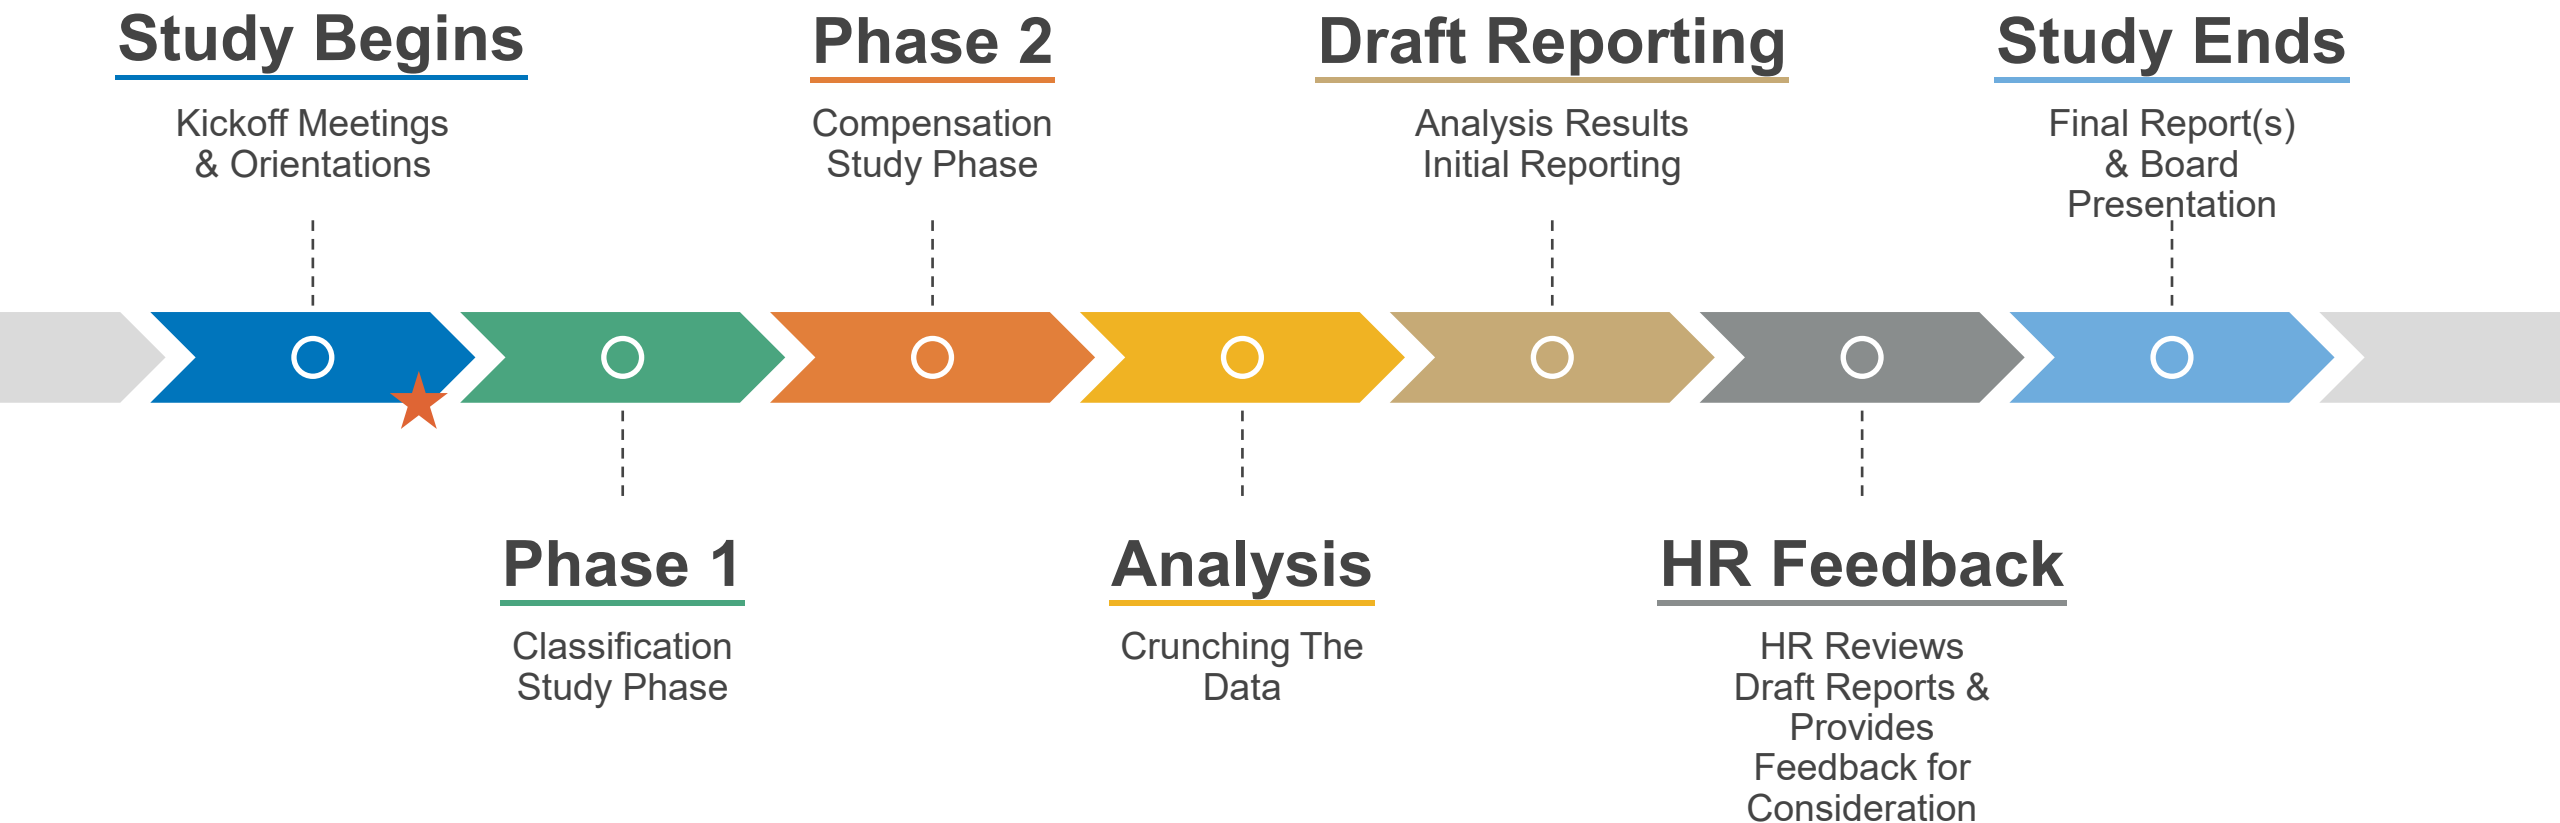 Study Begins
Kickoff Meetings
& Orientations
Phase 1
Classification
Study Phase
Phase 2
Compensation
Study Phase
Analysis
Crunching The
Data
Draft Reporting
Analysis Results
Initial Reporting
HR Feedback
HR Reviews
Draft Reports &
Provides
Feedback for
Consideration
Study Ends
Final Report(s)
& Board
Presentation